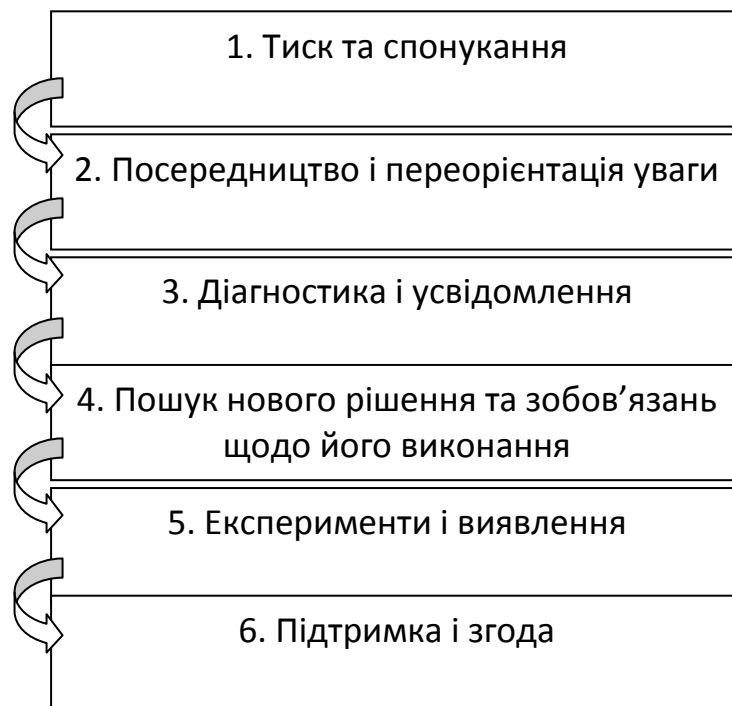 1. Тиск та спонукання
2. Посередництво і переорієнтація уваги
3. Діагностика і усвідомлення
4. Пошук нового рішення та зобов’язань
щодо його виконання
5. Експерименти і виявлення
6. Підтримка і згода